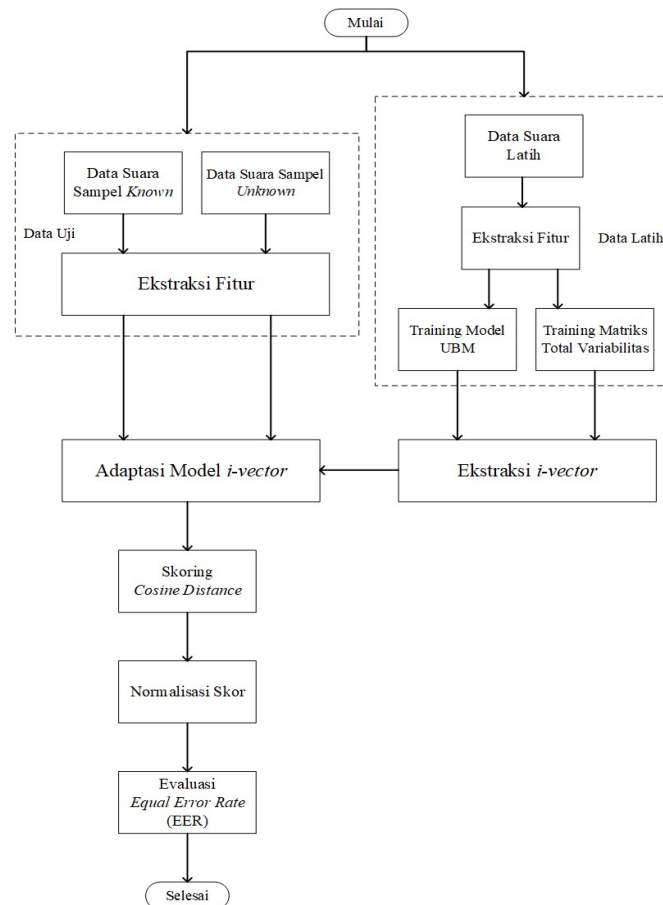 Mulai
Data Suara
Sampel Known
Data Suara Sampel
Unknown
Data Uji
Ekstraksi Fitur
Data Suara
Latih
Ekstraksi Fitur
Data Latih
Training Model
UBM
Training Matriks
Total Variabilitas
Adaptasi Model i-vector
Ekstraksi i-vector
Skoring
Cosine Distance
Normalisasi Skor
Evaluasi
Equal Error Rate
(EER)
Selesai